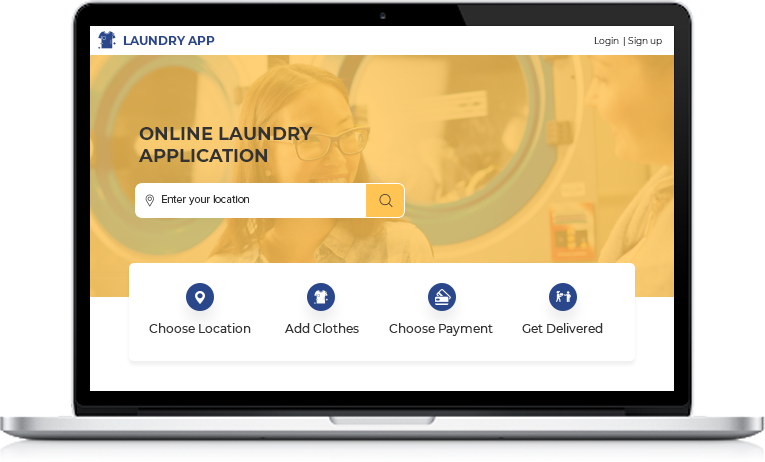 LAUNDRY APP
Login | Sign up
ONLINE LAUNDRY
APPLICATION
Enter your location
Choose Location
Add Clothes
Choose Payment
Get Delivered